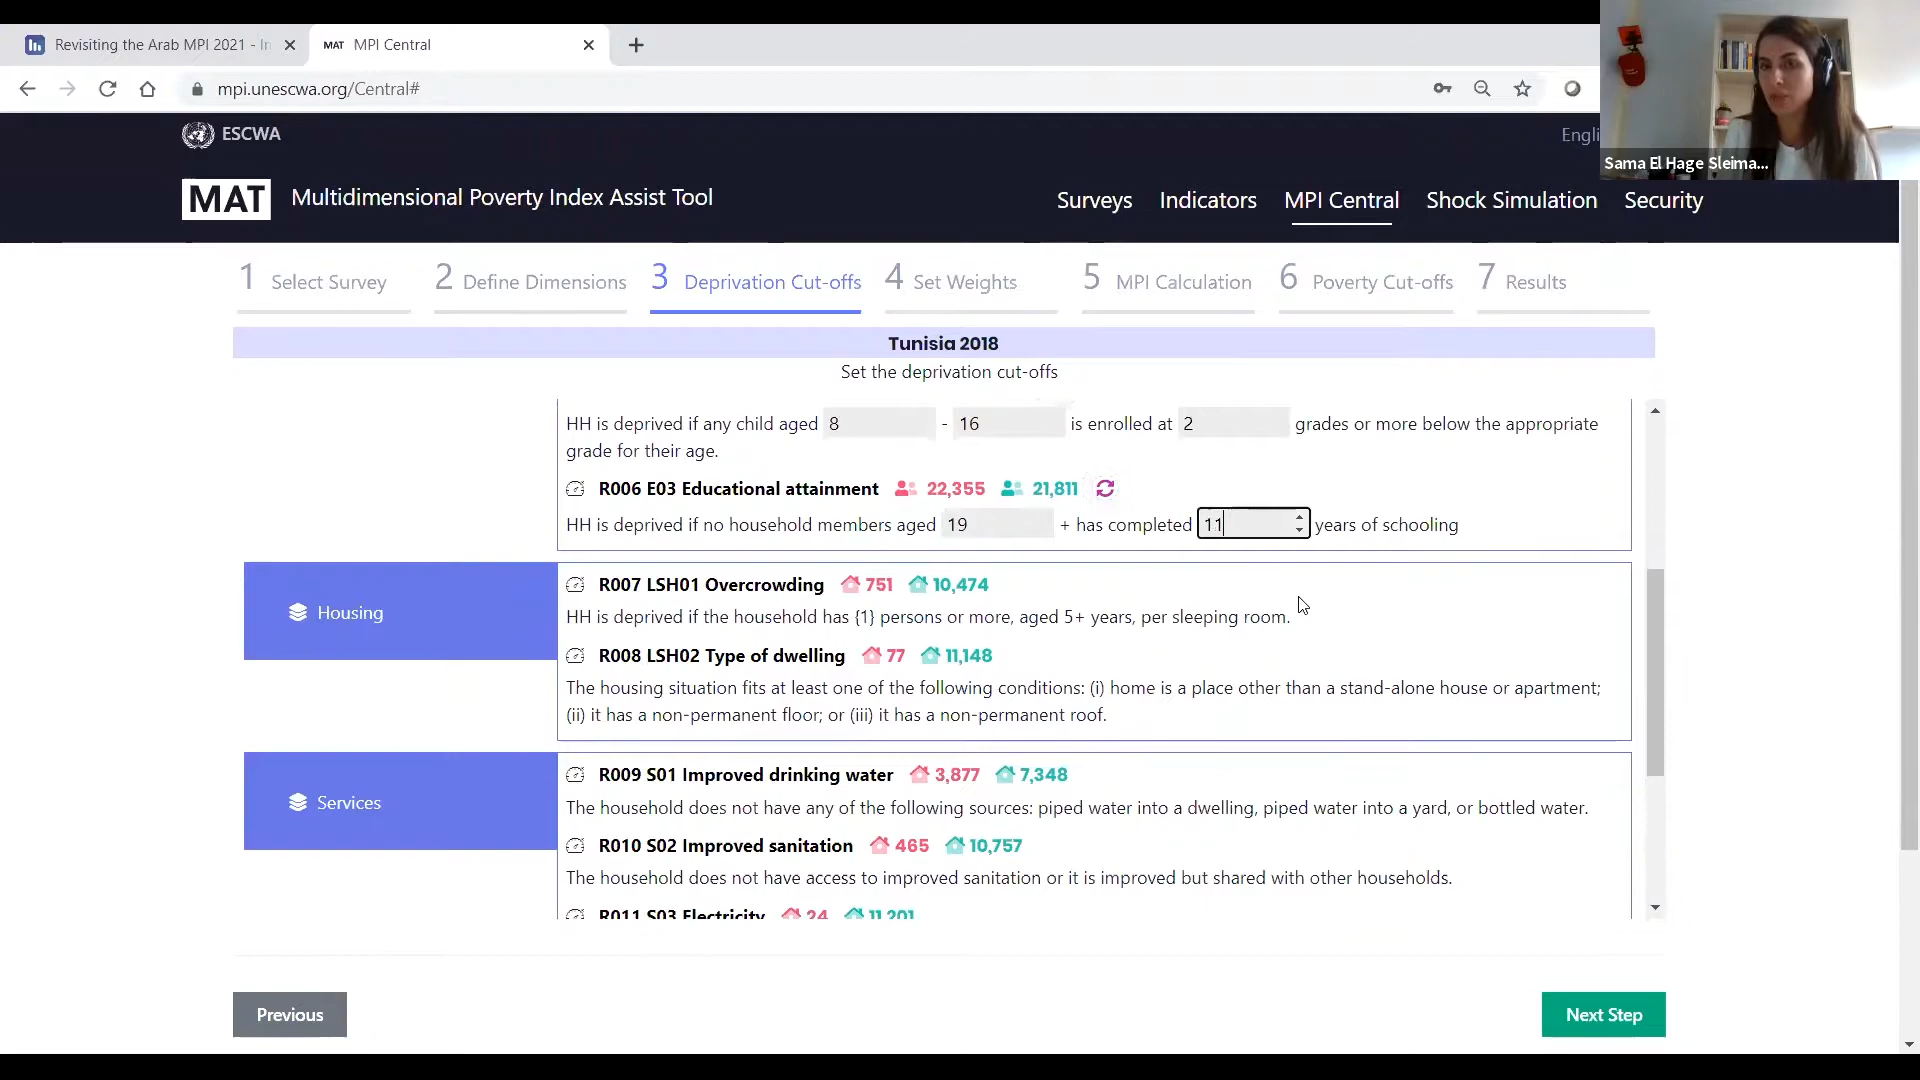 Revisiting the Arab MPI 2021 - In
MAT MPI Central
mpi.unescwa.org/Central#
ESCWA
Engli
Sama El Hage Sleima...
MAT Multidimensional Poverty Index Assist Tool
Surveys Indicators MPI Central Shock Simulation Security
1 Select Survey 2 Define Dimensions 3 Deprivation Cut-offs 4 Set Weights 5 MPI Calculation 6 Poverty Cut-offs 7 Results
Tunisia 2018
Set the deprivation cut-offs
HH is deprived if any child aged 8 - 16 is enrolled at 2 grades or more below the appropriate
grade for their age.
R006 E03 Educational attainment 22,355 21,811
HH is deprived if no household members aged 19 + has completed 11 years of schooling
Housing
R007 LSH01 Overcrowding 751 10,474
HH is deprived if the household has {1} persons or more, aged 5+ years, per sleeping room.
R008 LSH02 Type of dwelling 77 11,148
The housing situation fits at least one of the following conditions: (i) home is a place other than a stand-alone house or apartment;
(ii) it has a non-permanent floor; or (iii) it has a non-permanent roof.
Services
R009 S01 Improved drinking water 3,877 7,348
The household does not have any of the following sources: piped water into a dwelling, piped water into a yard, or bottled water.
R010 S02 Improved sanitation 465 10,757
The household does not have access to improved sanitation or it is improved but shared with other households.
R011 S03 Electricity 24 11,201
Previous
Next Step